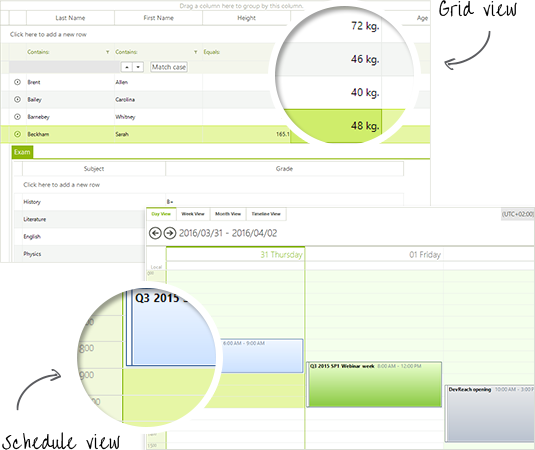 Drag a column here to group by this column.
Grid view
Last Name First Name Height Age
Click here to add a new row
Contains: Contains: Equals:
Match case
Brent Allen
Bailey Carolina
Barnebey Whitney
Beckham Sarah 165.1
72 kg.
46 kg.
40 kg.
48 kg.
Exam
Subject Grade
Click here to add a new row
History B+
Literature
English
Physics
Day View Week View Month View Timeline View
(UTC+02:00)
2016/03/31 - 2016/04/02
31 Thursday 01 Friday
Local
Q3 2015 SP
6:00 AM - 9:00 AM
Q3 2015 SP1 Webinar week 8:00 AM - 12:00 PM
DevReach opening 10:00 AM - 3:00 P
800
900
Schedule view